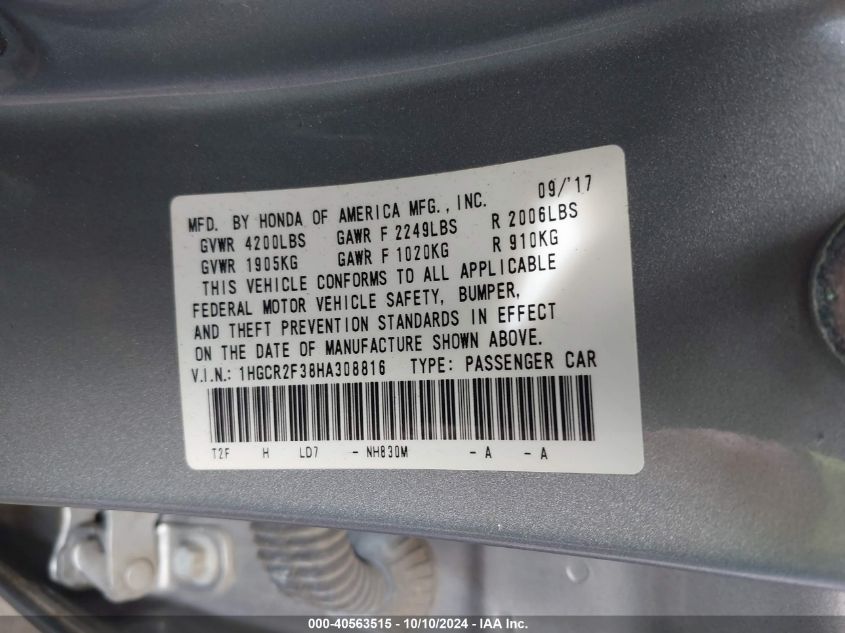 09/'17
MFD. BY HONDA OF AMERICA MFG., INC.
GVWR 4200LBS GAWR F 2249LBS R 2006LBS
GVWR 1905KG GAWR F 1020KG R 910KG
THIS VEHICLE CONFORMS TO ALL APPLICABLE
FEDERAL MOTOR VEHICLE SAFETY, BUMPER,
AND THEFT PREVENTION STANDARDS IN EFFECT
ON THE DATE OF MANUFACTURE SHOWN ABOVE.
V.I.N.: 1HGCR2F38HA308816 TYPE: PASSENGER CAR
T2F H LD7 - NH830M - A - A
000-40563515 - 10/10/2024 - IAA Inc.